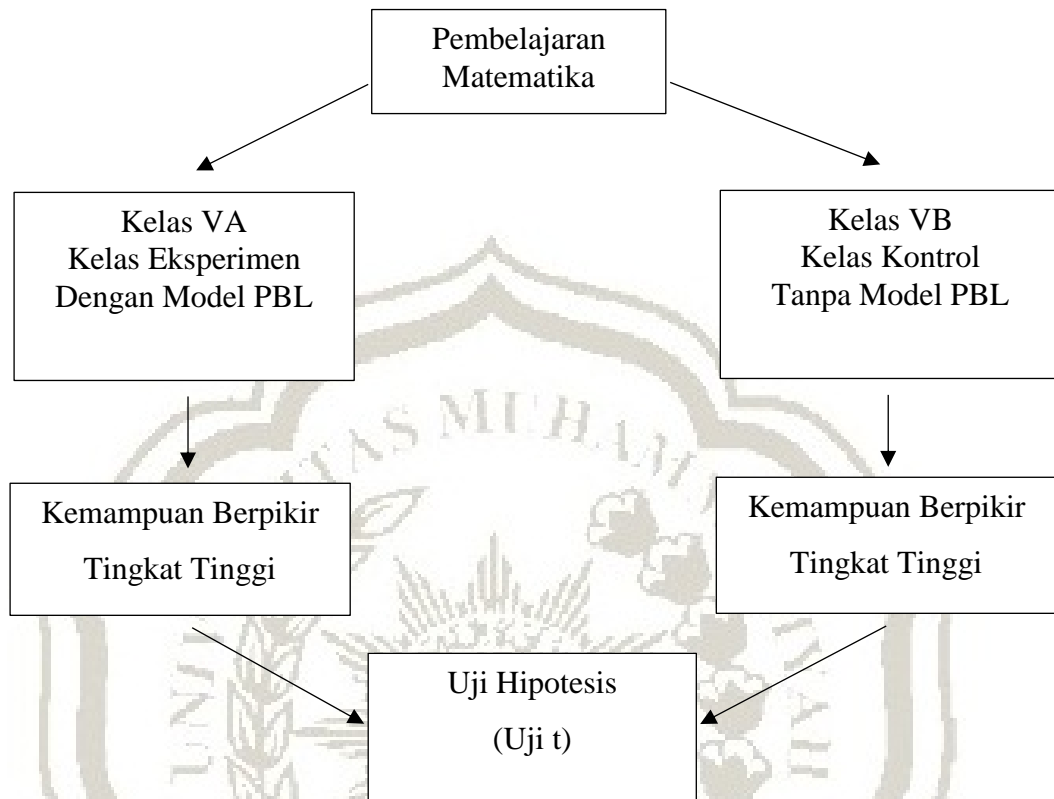 Pembelajaran
Matematika
Kelas VA
Kelas Eksperimen
Dengan Model PBL
Kelas VB
Kelas Kontrol
Tanpa Model PBL
Kemampuan Berpikir
Tingkat Tinggi
Kemampuan Berpikir
Tingkat Tinggi
Uji Hipotesis
(Uji t)